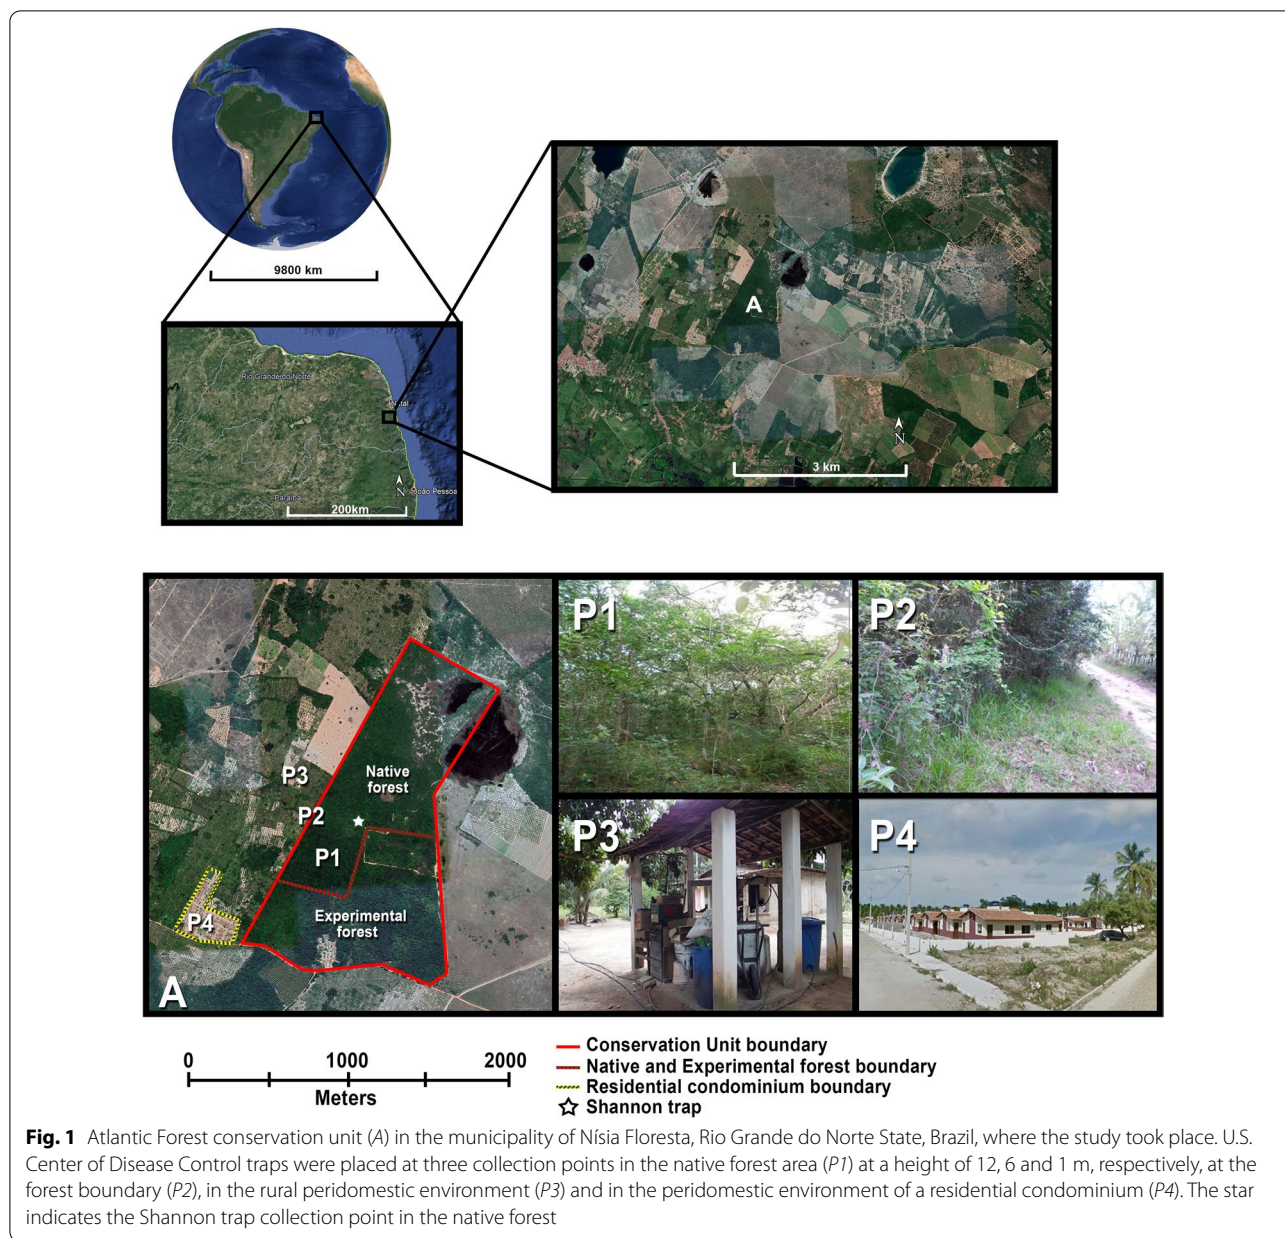 9800 km
A
N
3 km
Rio Grande do Norte
Natal
N
João Pessoa
Paraíba
200km
P3
Native
forest
P2
P1
P4
Experimental
forest
A
P1
P2
P3
P4
0 1000 2000
Meters
Conservation Unit boundary
Native and Experimental forest boundary
Residential condominium boundary
Shannon trap
Fig. 1 Atlantic Forest conservation unit (A) in the municipality of Nísia Floresta, Rio Grande do Norte State, Brazil, where the study took place. U.S.
Center of Disease Control traps were placed at three collection points in the native forest area (P1) at a height of 12, 6 and 1 m, respectively, at the
forest boundary (P2), in the rural peridomestic environment (P3) and in the peridomestic environment of a residential condominium (P4). The star
indicates the Shannon trap collection point in the native forest